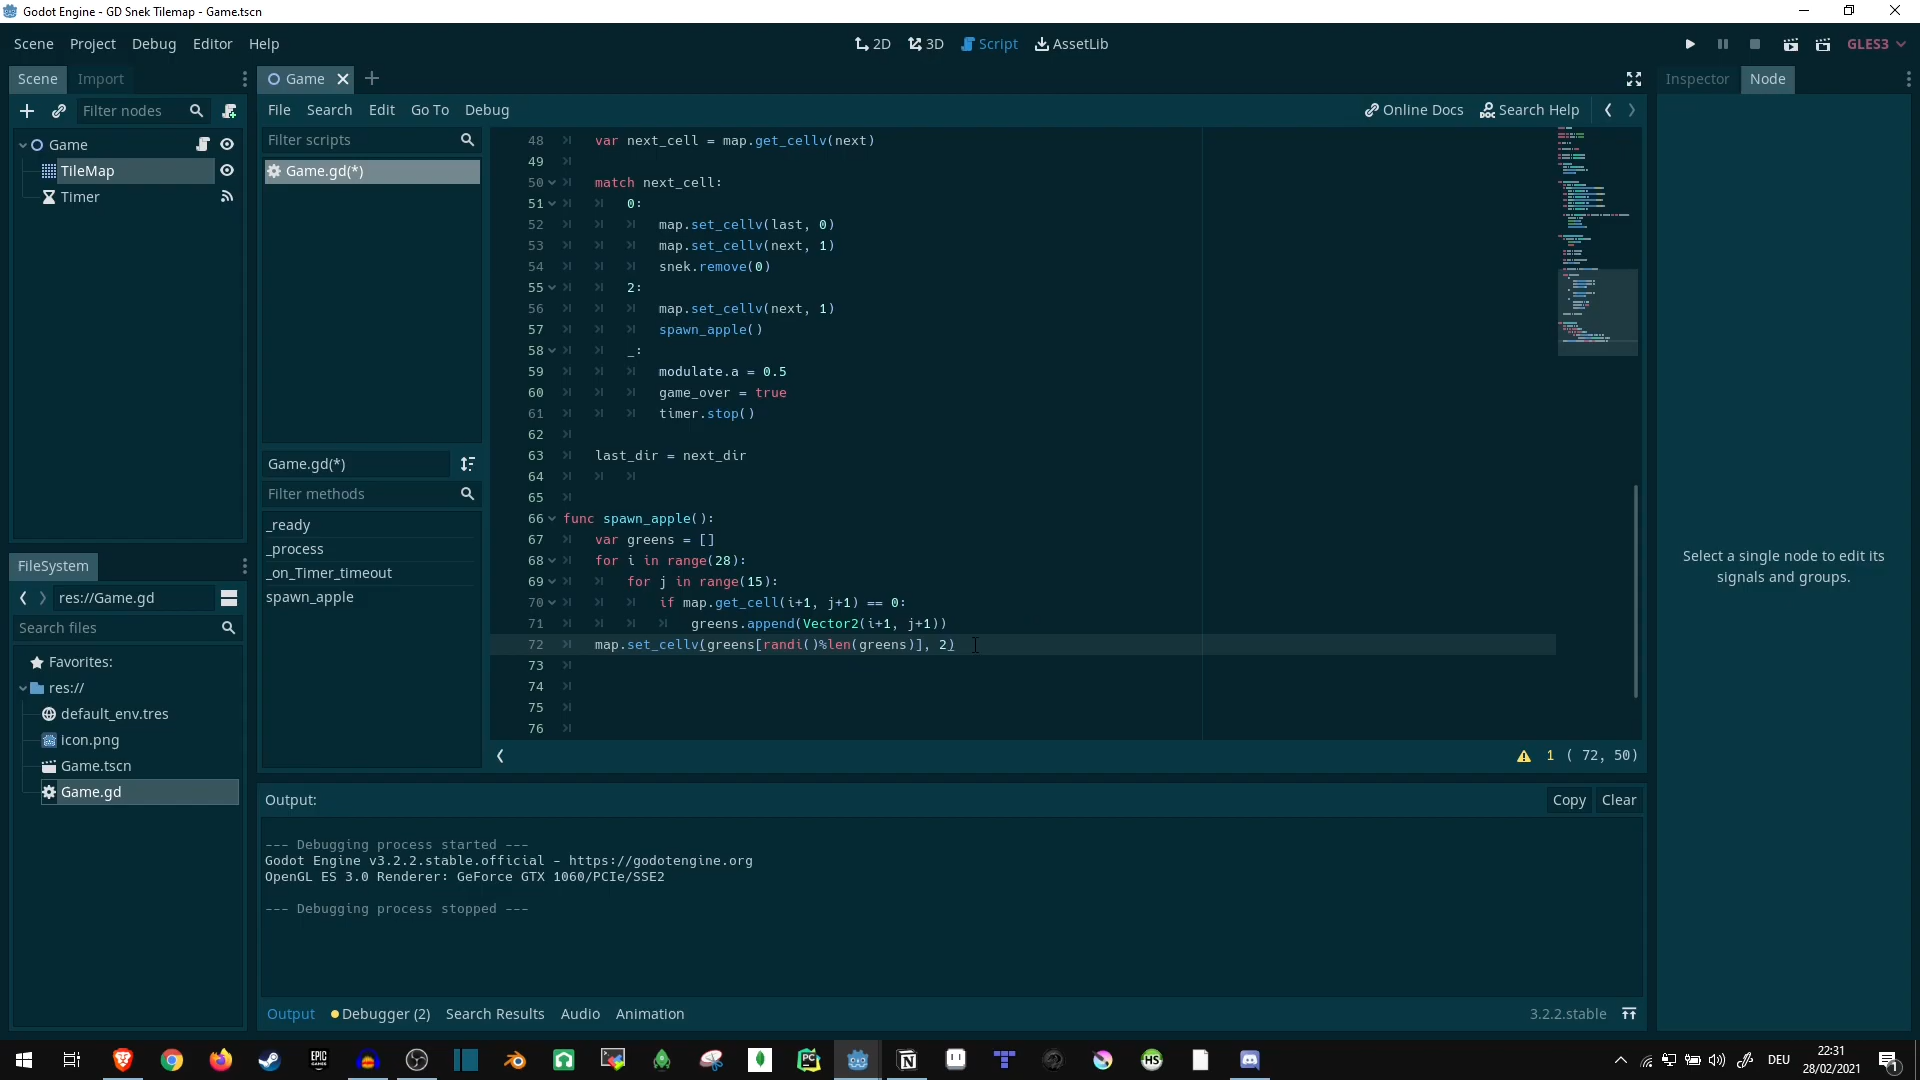 Godot Engine - GD Snek Tilemap - Game.tscn
Scene Project Debug Editor Help
2D 3D Script AssetLib
GLES3
Scene Import
Game
Inspector Node
Filter nodes
File Search Edit Go To Debug
Online Docs Search Help
Game
TileMap
Timer
Filter scripts
Game.gd(*)
Game.gd(*)
Filter methods
_ready
_process
_on_Timer_timeout
spawn_apple
48 var next_cell = map.get_cellv(next)
49
50 match next_cell:
51 0:
52 map.set_cellv(last, 0)
53 map.set_cellv(next, 1)
54 snek.remove(0)
55 2:
56 map.set_cellv(next, 1)
57 spawn_apple()
58 _:
59 modulate.a = 0.5
60 game_over = true
61 timer.stop()
62
63 last_dir = next_dir
64
65
66 func spawn_apple():
67 var greens = []
68 for i in range(28):
69 for j in range(15):
70 if map.get_cell(i+1, j+1) == 0:
71 greens.append(Vector2(i+1, j+1))
72 map.set_cellv(greens[randi()%len(greens)], 2)
73
74
75
76
1 ( 72, 50)
Select a single node to edit its
signals and groups.
FileSystem
res://Game.gd
Search files
Favorites:
res://
default_env.tres
icon.png
Game.tscn
Game.gd
Output:
Copy Clear
--- Debugging process started ---
Godot Engine v3.2.2.stable.official - https://godotengine.org
OpenGL ES 3.0 Renderer: GeForce GTX 1060/PCIe/SSE2
--- Debugging process stopped ---
Output Debugger (2) Search Results Audio Animation
3.2.2.stable
EPIC GAMES
PC
HS
DEU
22:31
28/02/2021
1